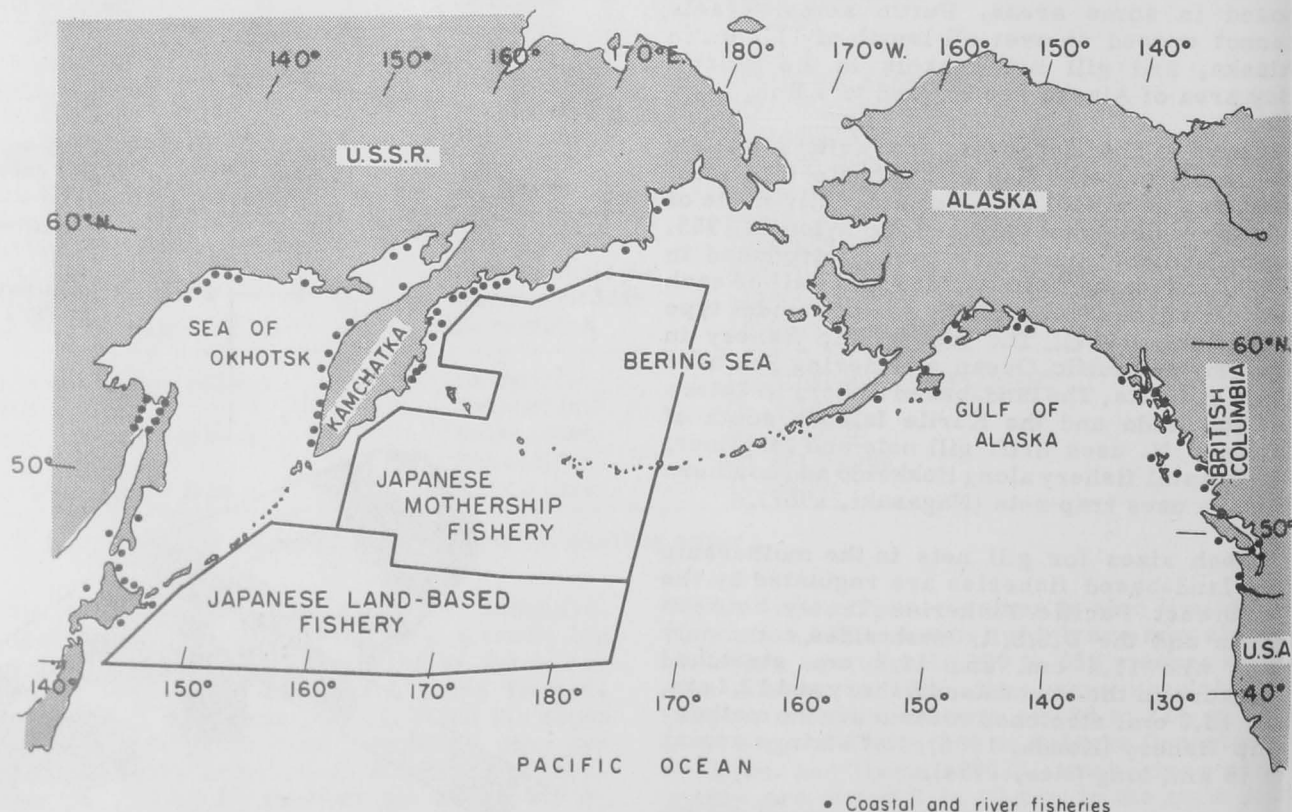 140°
150°
160°
170°E.
180°
170°W.
160°
150°
140°
U.S.S.R.
ALASKA
60°N.
SEA OF
OKHOTSK
KAMCHATKA
BERING SEA
60°N.
GULF OF
ALASKA
BRITISH
COLUMBIA
50°
JAPANESE
MOTHERSHIP
FISHERY
50°
JAPANESE LAND-BASED
FISHERY
U.S.A
140°
150°
160°
170°
180°
170°
160°
150°
140°
130°
40°
PACIFIC OCEAN
• Coastal and river fisheries